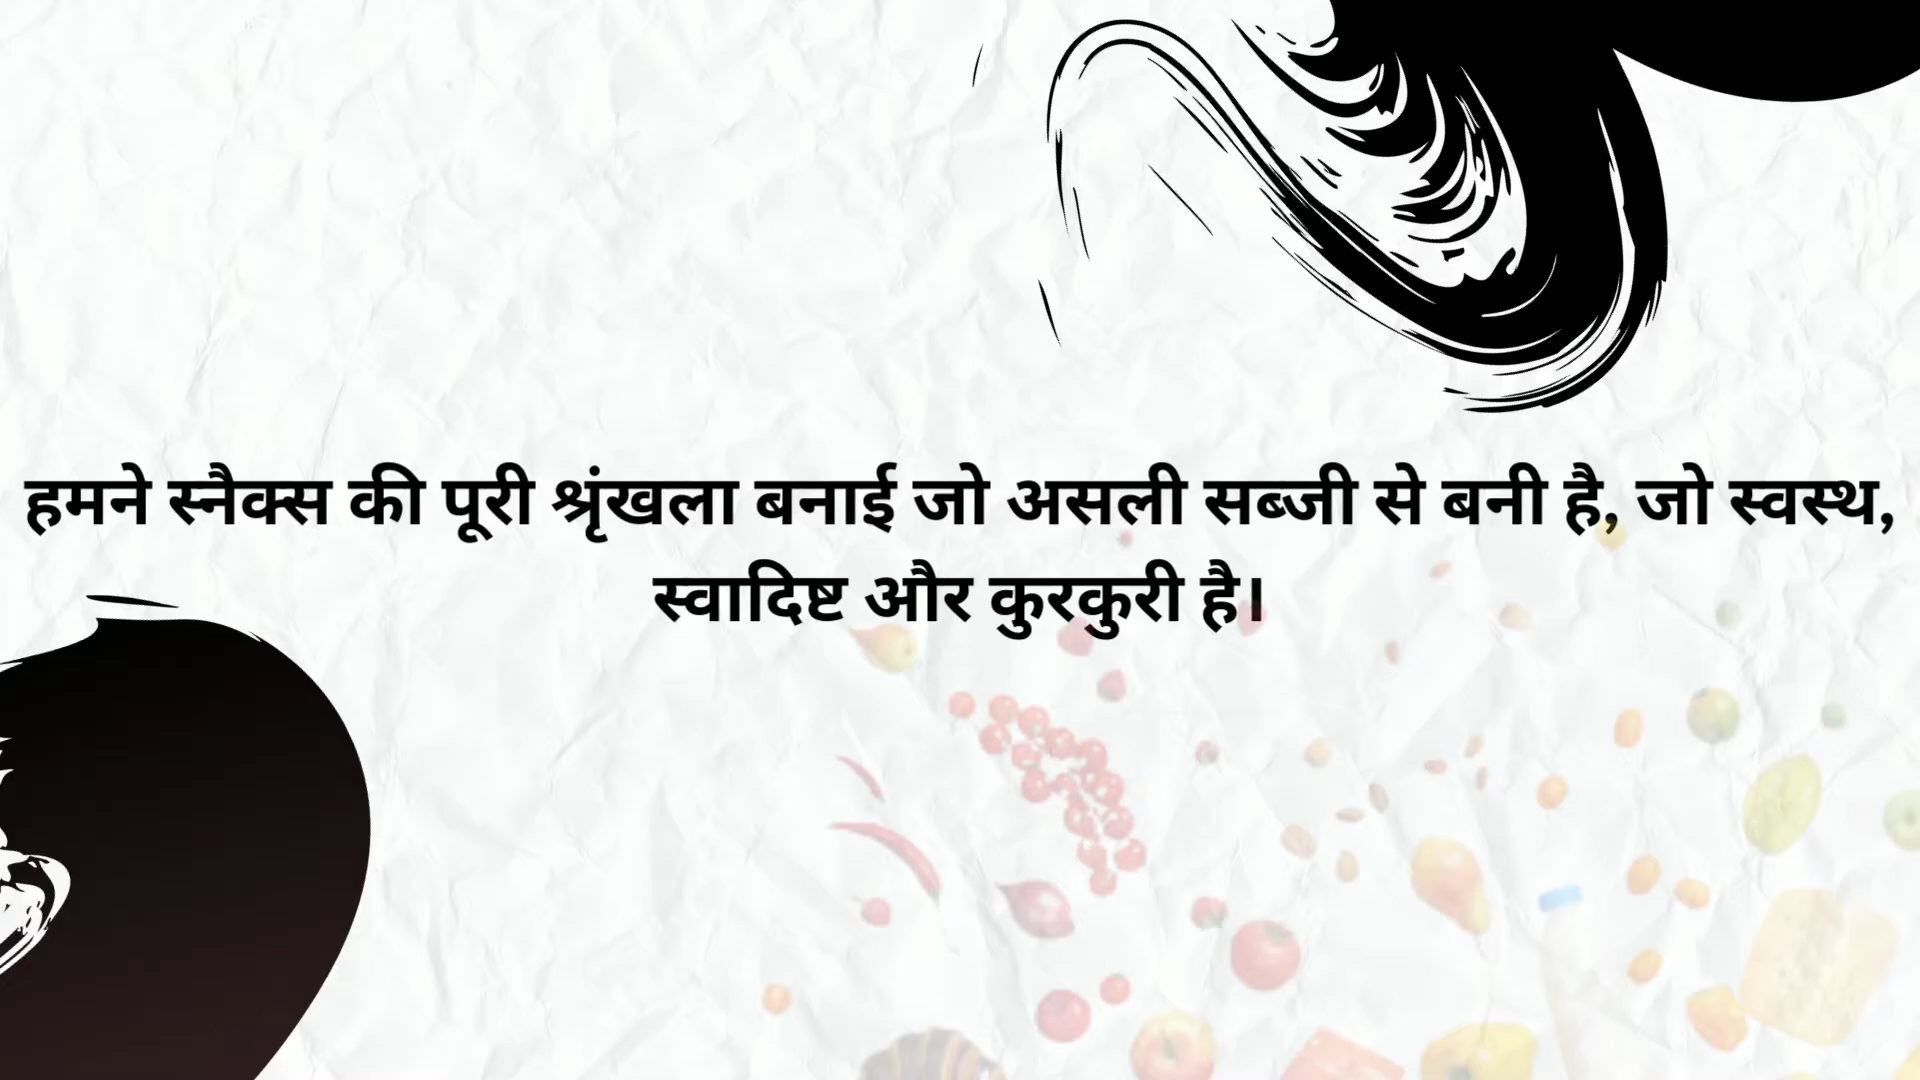 हमने स्नैक्स की पूरी श्रृंखला बनाई जो असली सब्जी से बनी है, जो स्वस्थ,
स्वादिष्ट और कुरकुरी है।